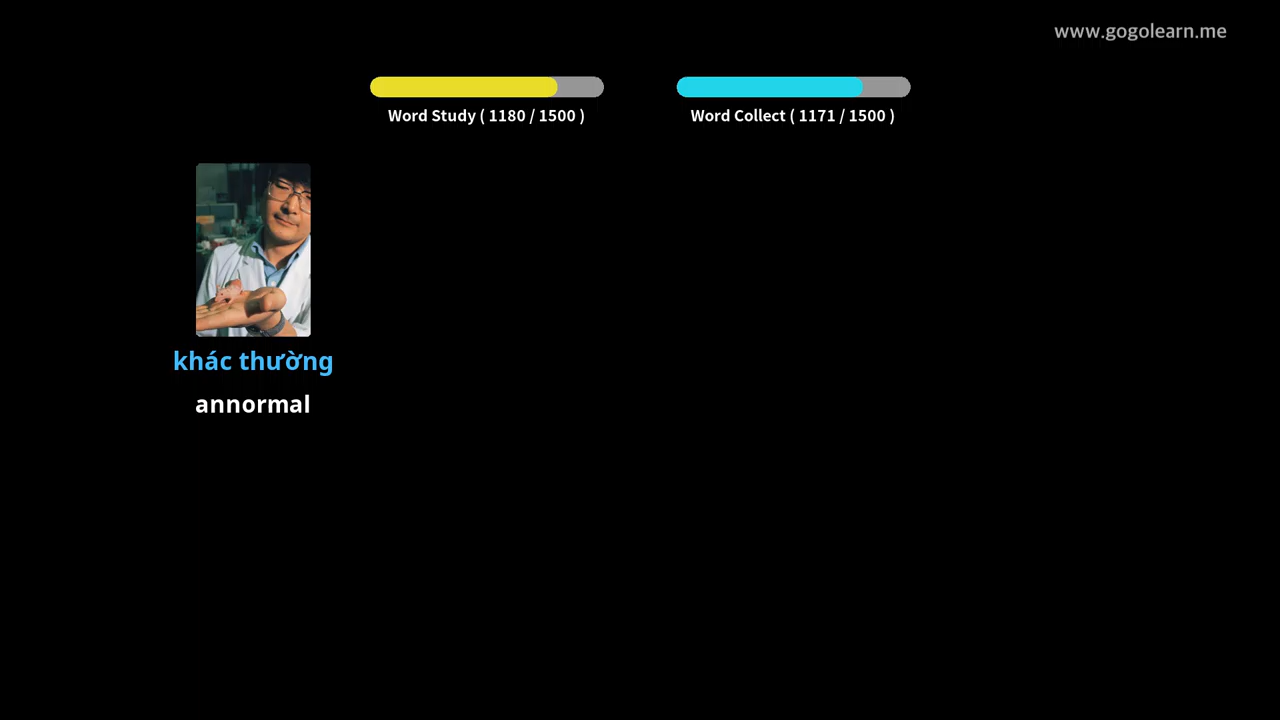 www.gogolearn.me
Word Study ( 1180 / 1500 )
Word Collect ( 1171 / 1500 )
khác thường
annormal